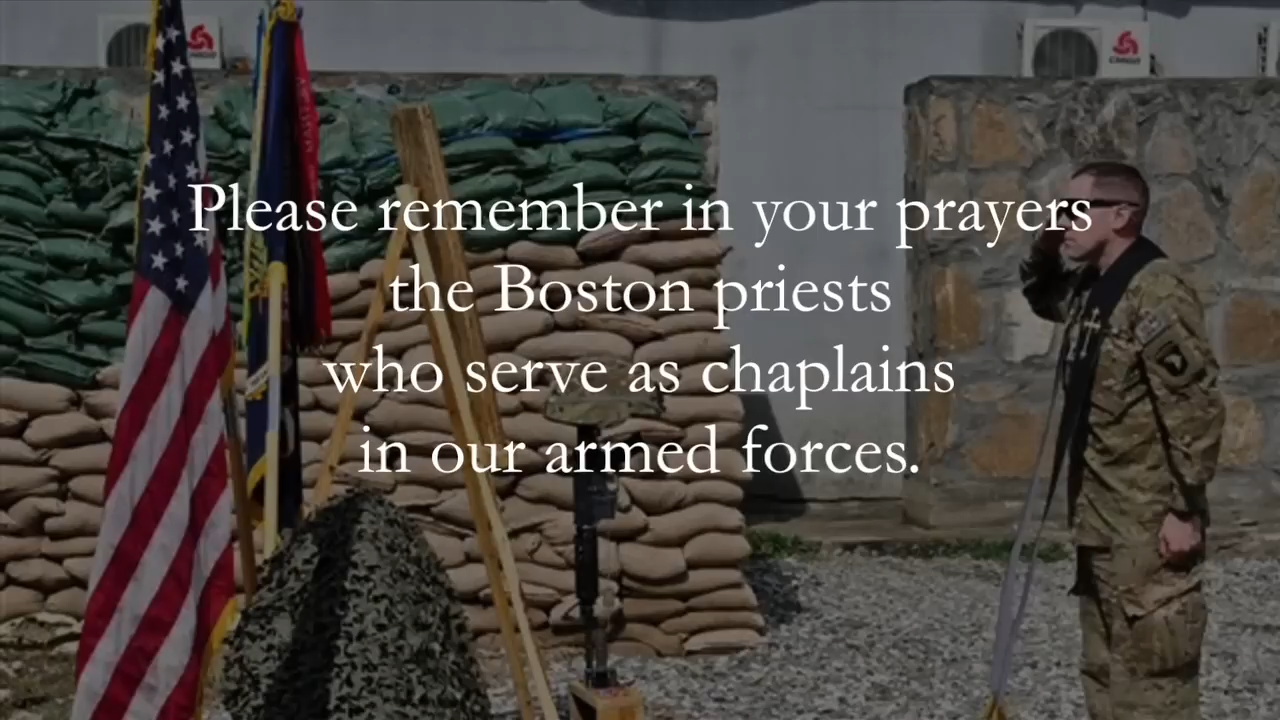 Please remember in your prayers
the Boston priests
who serve as chaplains
in our armed forces.